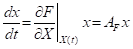 dx/dt = ∂F/∂X|_{X(t)} x = A_F x